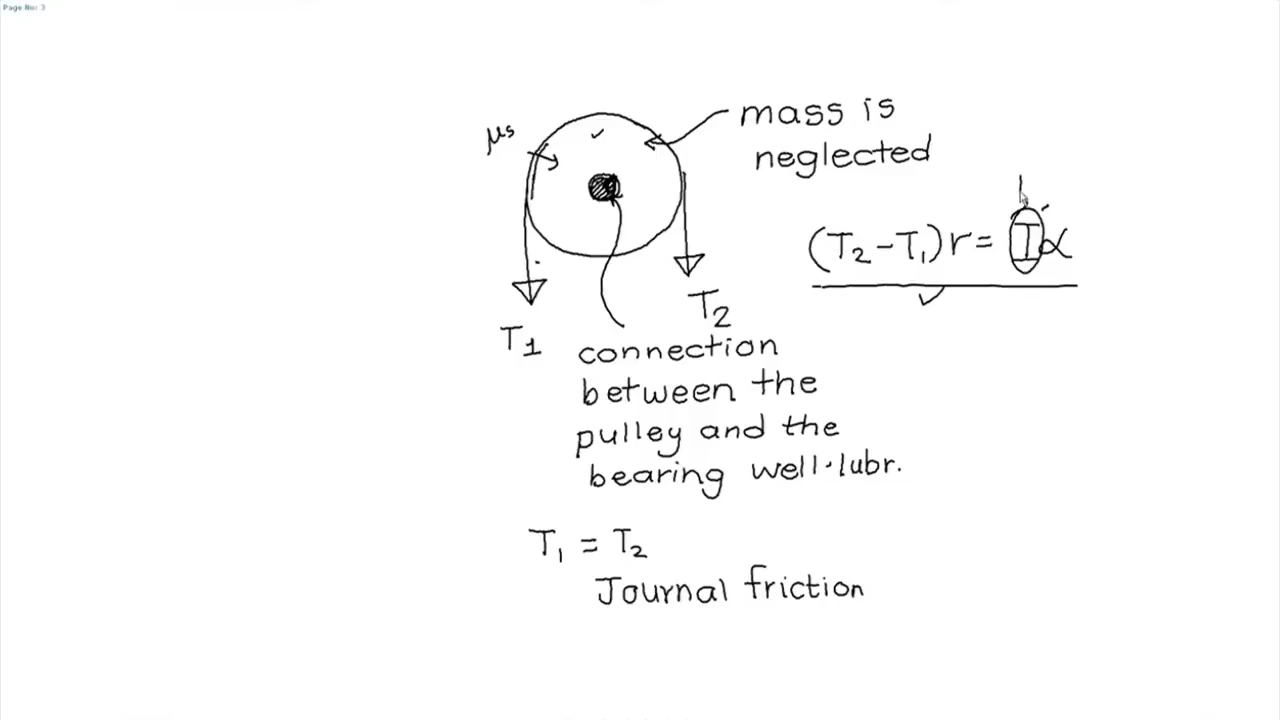 Page No: 3
μs
mass is
neglected
(T₂-T₁)r = Iα
T1
T2
connection
between the
pulley and the
bearing well·lubr.
T₁ = T₂
Journal friction